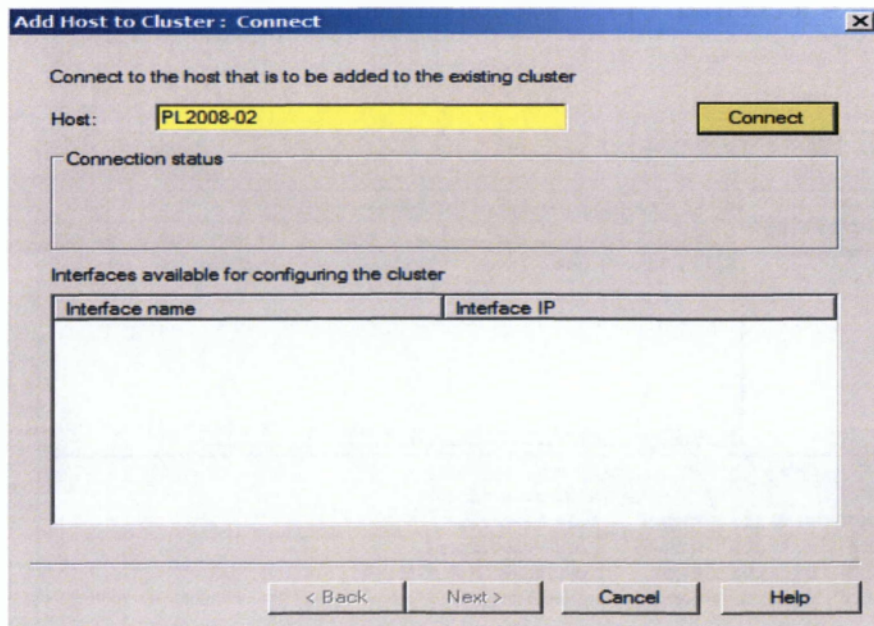 Add Host to Cluster : Connect
Connect to the host that is to be added to the existing cluster
Host: PL2008-02 Connect
Connection status
Interfaces available for configuring the cluster
Interface name Interface IP
< Back Next > Cancel Help